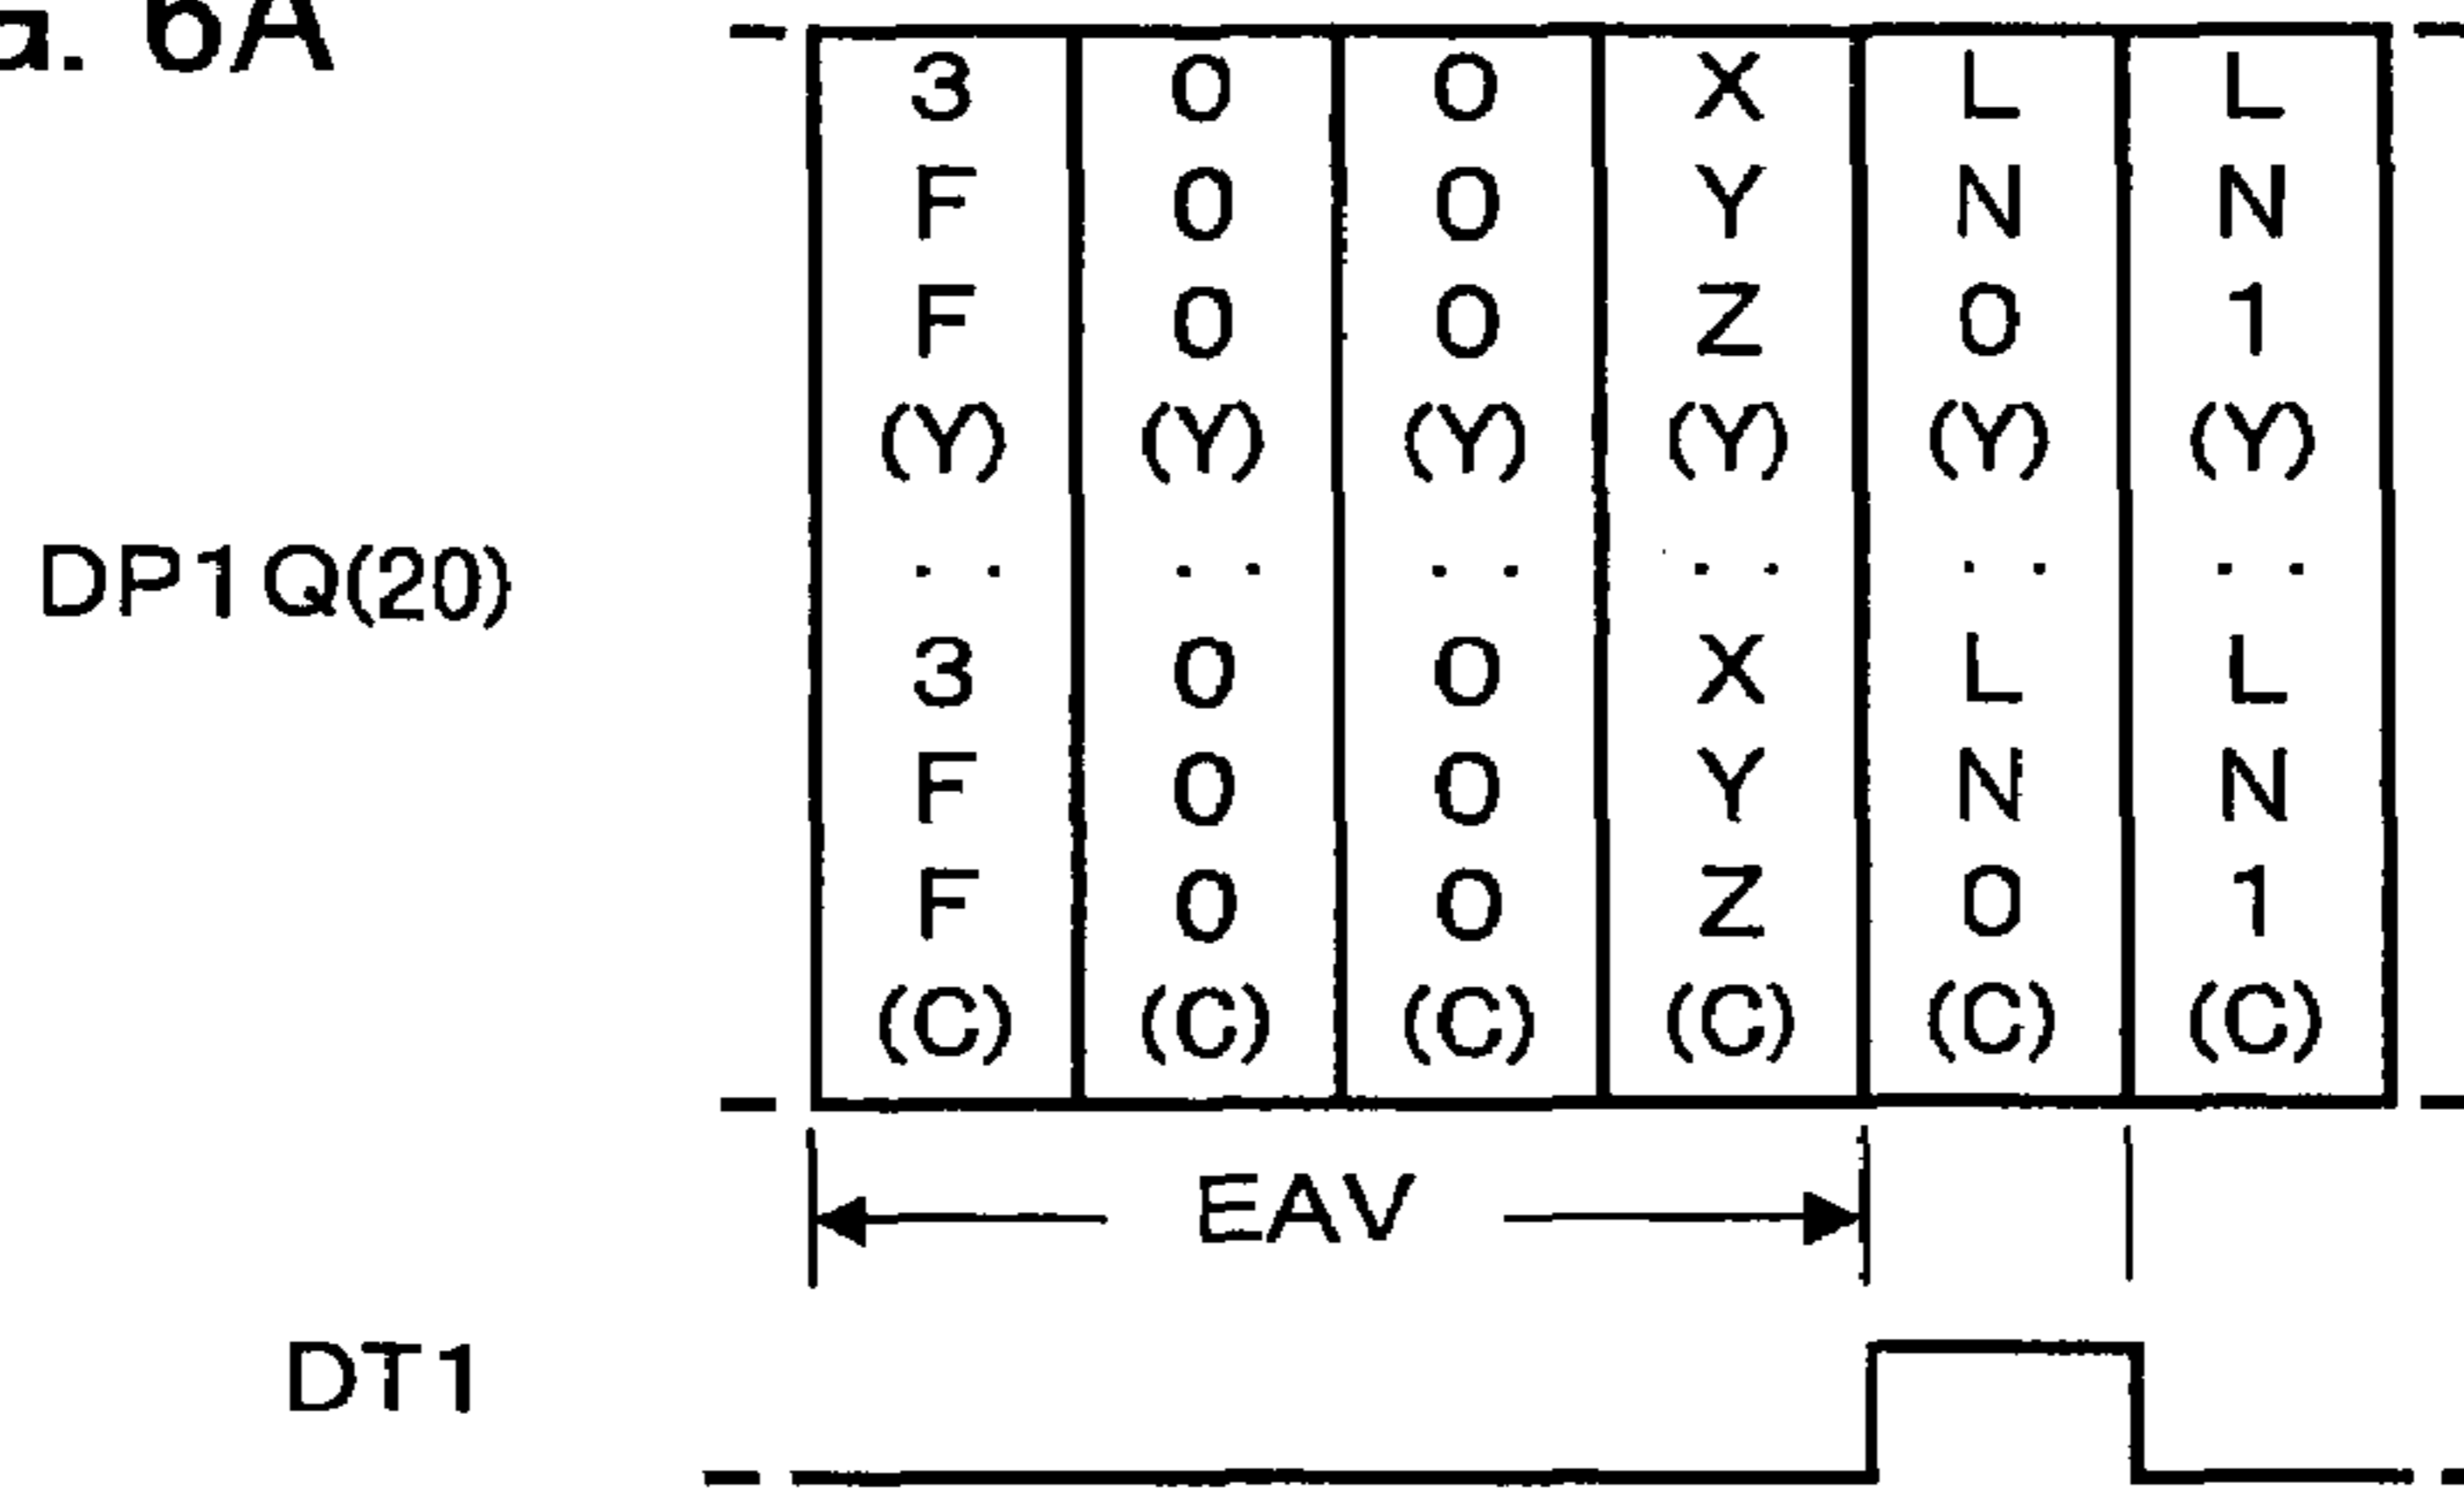 6A
3 0 0 X L L
F 0 0 Y N N
F 0 0 Z 0 1
(Y) (Y) (Y) (Y) (Y) (Y)
DP1Q(20) · · · · · · · · · · · ·
3 0 0 X L L
F 0 0 Y N N
F 0 0 Z 0 1
(C) (C) (C) (C) (C) (C)
EAV
DT1